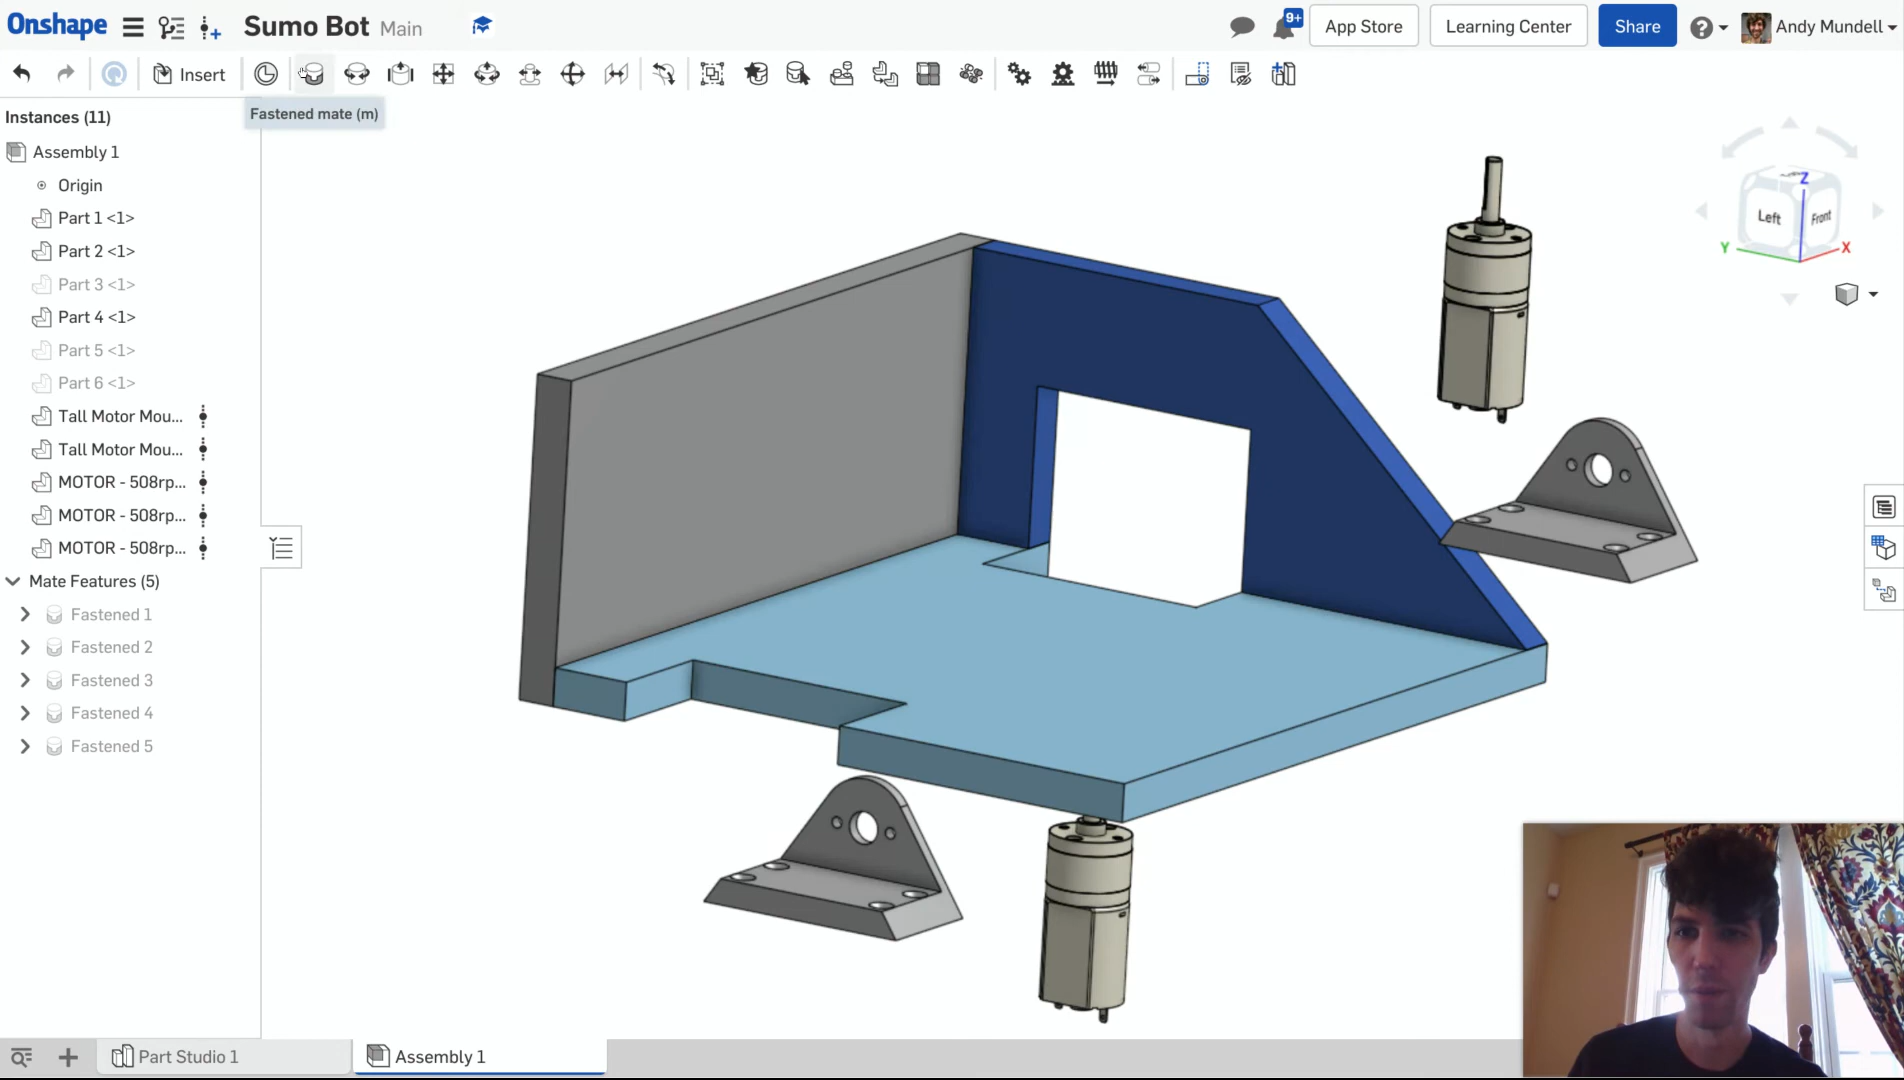 Onshape
Sumo Bot Main
9+
App Store
Learning Center
Share
Andy Mundell
Insert
Fastened mate (m)
Instances (11)
Assembly 1
Origin
Part 1 <1>
Part 2 <1>
Part 3 <1>
Part 4 <1>
Part 5 <1>
Part 6 <1>
Tall Motor Mou...
Tall Motor Mou...
MOTOR - 508rp...
MOTOR - 508rp...
MOTOR - 508rp...
Mate Features (5)
Fastened 1
Fastened 2
Fastened 3
Fastened 4
Fastened 5
Z
Left
Front
Y
X
Part Studio 1
Assembly 1